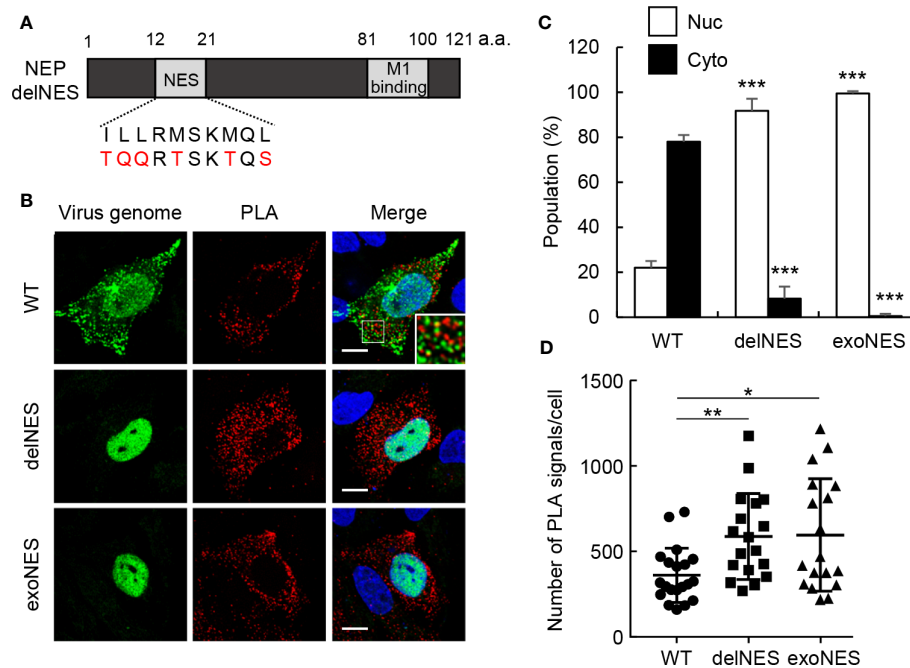 A
1 12 21 81 100 121 a.a.
NEP
delNES
NES
M1
binding
ILLRMSKMQL
TQQRTSKTQS
B
Virus genome PLA Merge
WT
delNES
exoNES
C
Nuc
Cyto
Population (%)
120
100
80
60
40
20
0
***
***
***
***
WT delNES exoNES
D
Number of PLA signals/cell
1500
1000
500
0
*
**
WT delNES exoNES